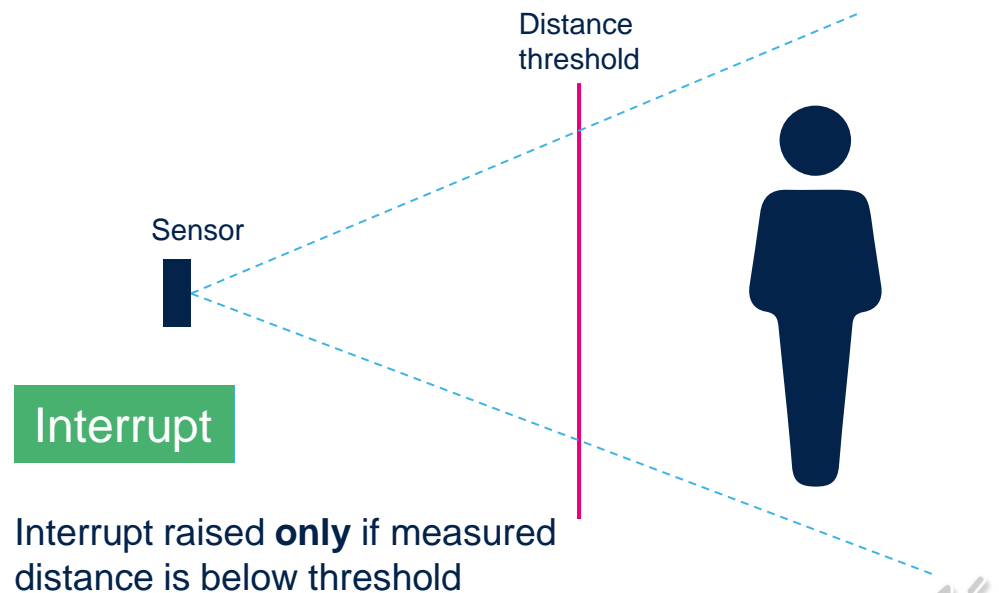 Distance
threshold
Sensor
Interrupt
Interrupt raised only if measured
distance is below threshold